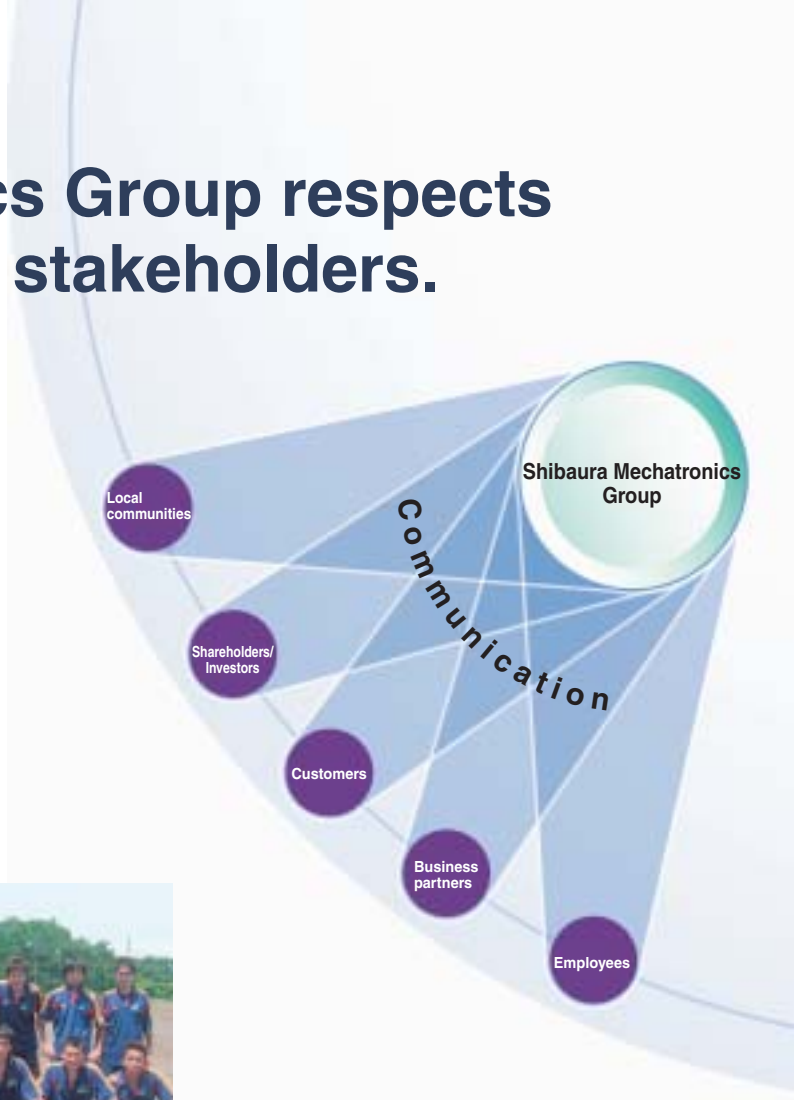 cs Group respects
stakeholders.
Shibaura Mechatronics
Group
Communication
Local
communities
Shareholders/
Investors
Customers
Business
partners
Employees